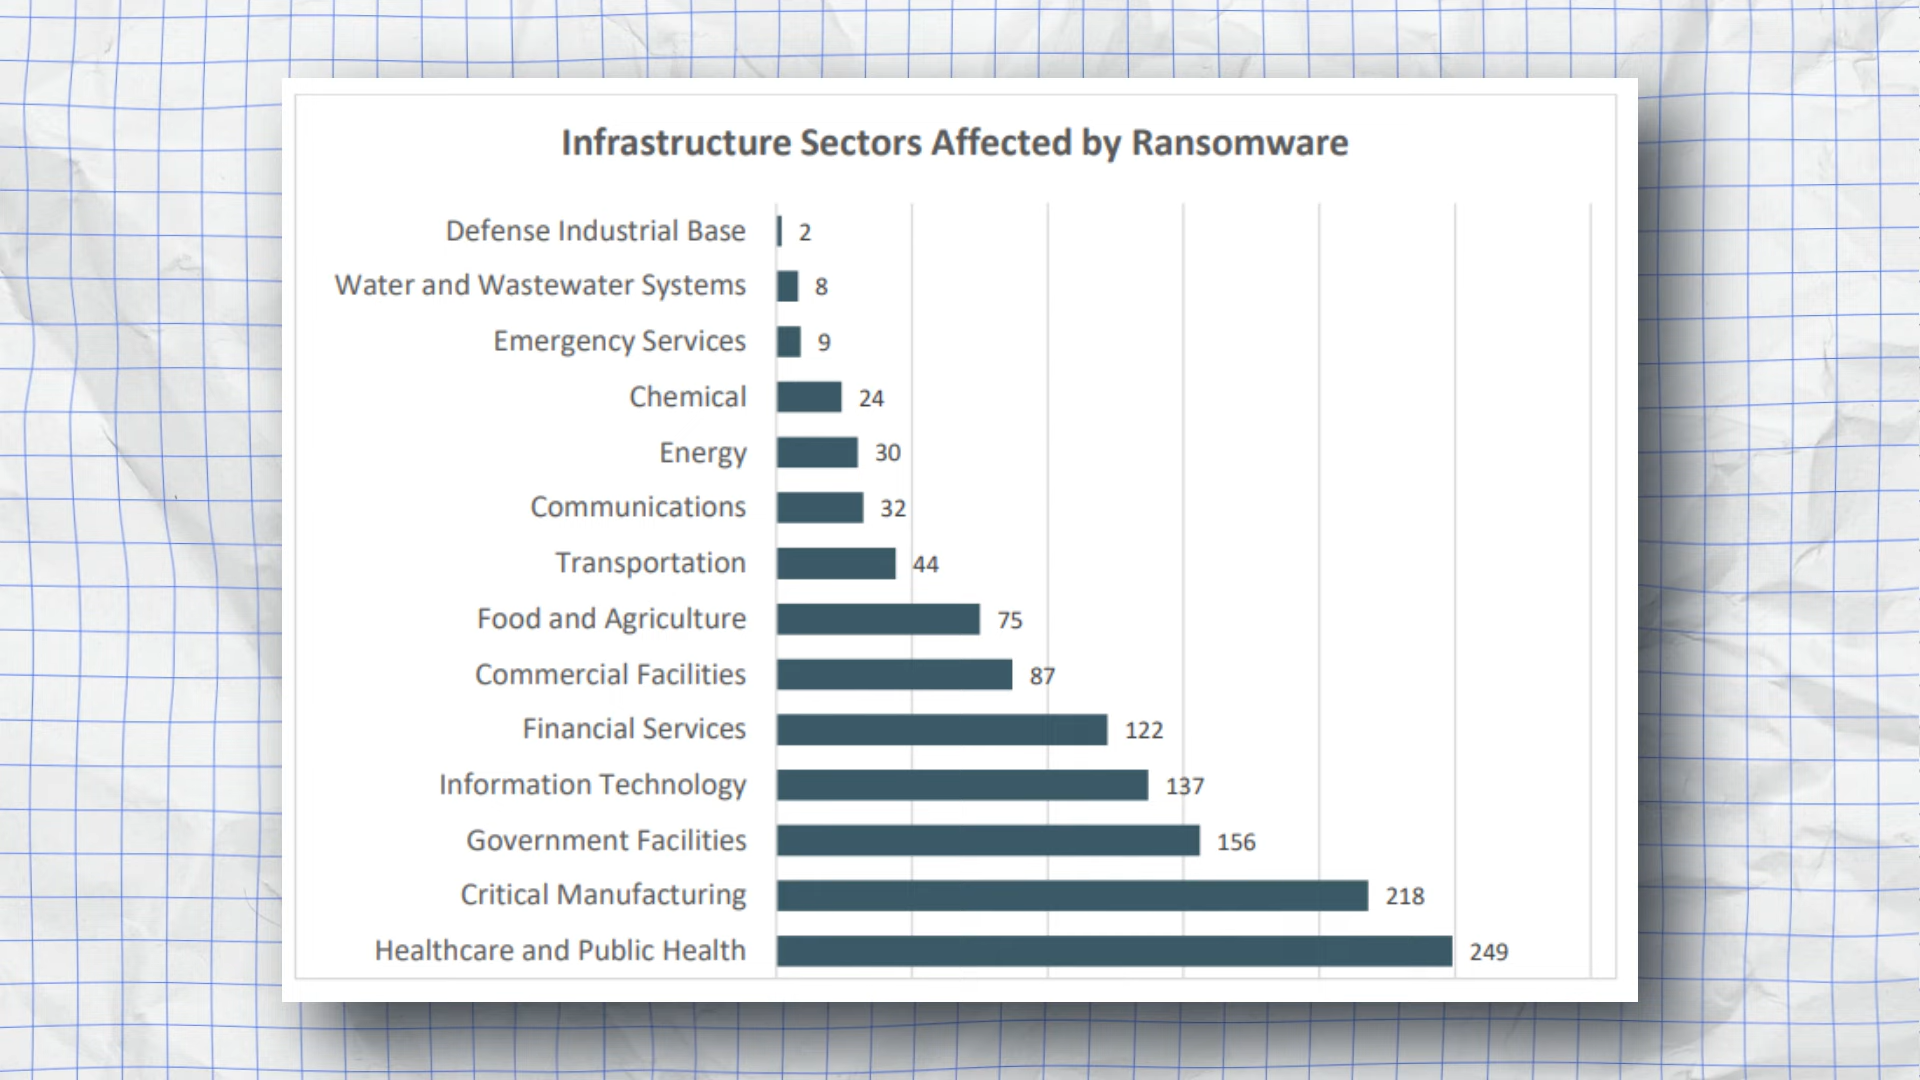 Infrastructure Sectors Affected by Ransomware
Defense Industrial Base 2
Water and Wastewater Systems 8
Emergency Services 9
Chemical 24
Energy 30
Communications 32
Transportation 44
Food and Agriculture 75
Commercial Facilities 87
Financial Services 122
Information Technology 137
Government Facilities 156
Critical Manufacturing 218
Healthcare and Public Health 249